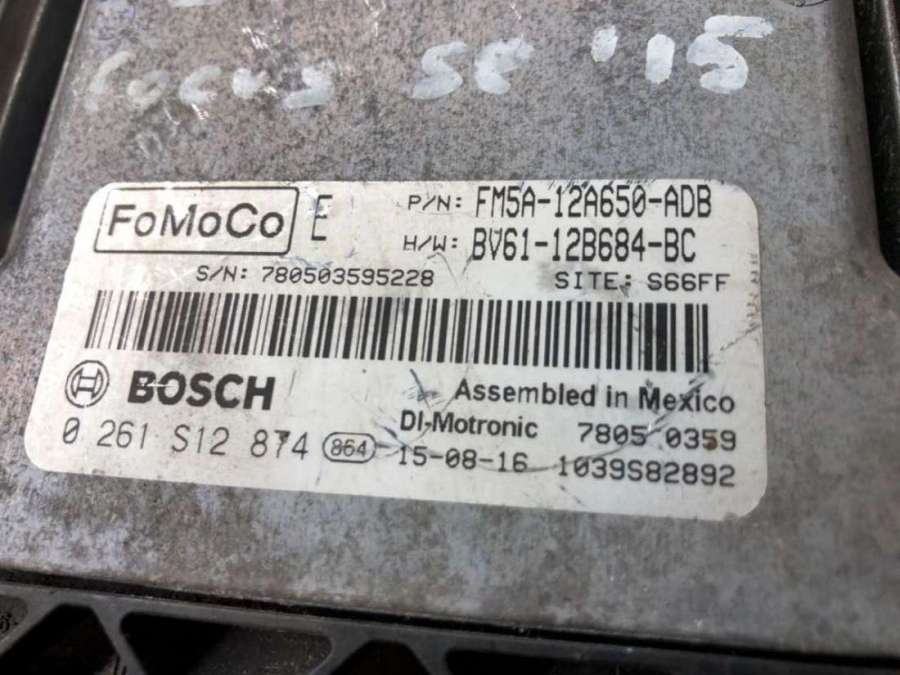 Focus SE '15
FoMoCo E P/N: FM5A-12A650-ADB
H/W: BV61-12B684-BC
S/N: 780503595228 SITE: S66FF
BOSCH Assembled in Mexico
DI-Motronic 7805 0359
0 261 S12 874 864 15-08-16 1039S82892